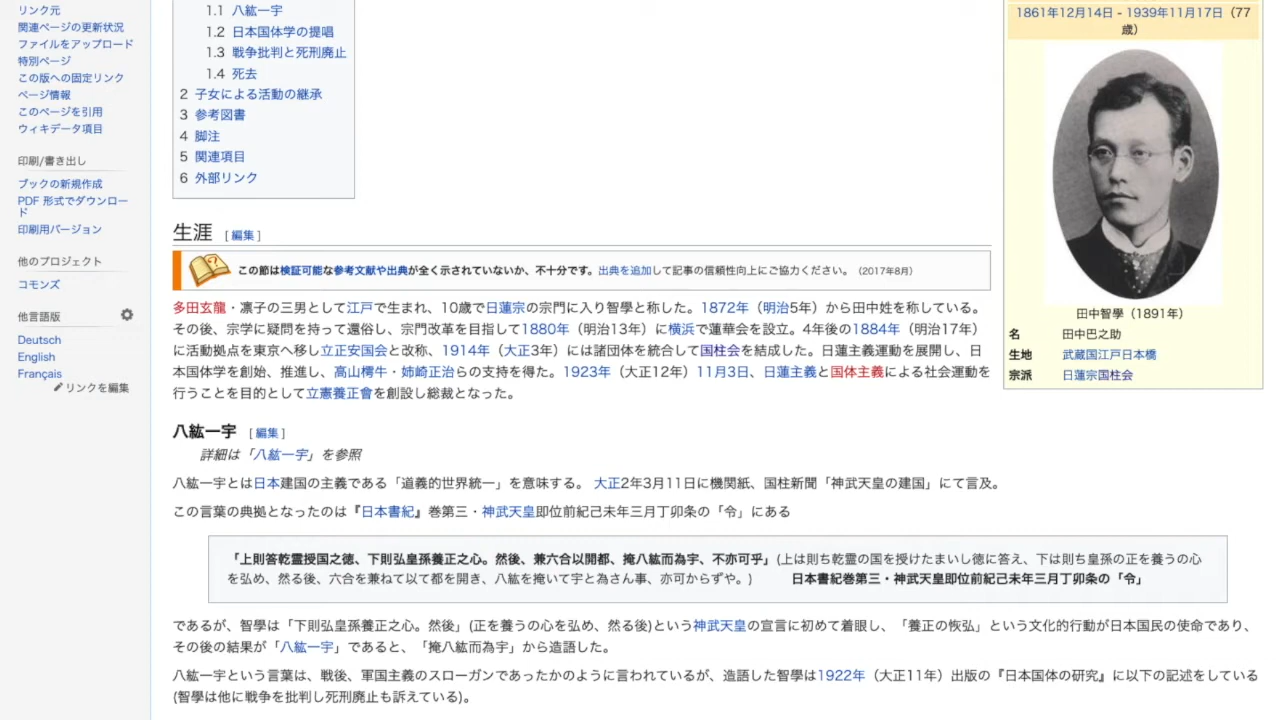 リンク元
関連ページの更新状況
ファイルをアップロード
特別ページ
この版への固定リンク
ページ情報
このページを引用
ウィキデータ項目
印刷/書き出し
ブックの新規作成
PDF 形式でダウンロー
ド
印刷用バージョン
他のプロジェクト
コモンズ
他言語版
Deutsch
English
Français
リンクを編集
1.1 八紘一宇
1.2 日本国体学の提唱
1.3 戦争批判と死刑廃止
1.4 死去
2 子女による活動の継承
3 参考図書
4 脚注
5 関連項目
6 外部リンク
生涯 [編集]
この節は検証可能な参考文献や出典が全く示されていないか、不十分です。出典を追加して記事の信頼性向上にご協力ください。（2017年8月）
多田玄龍・凛子の三男として江戸で生まれ、10歳で日蓮宗の宗門に入り智學と称した。1872年（明治5年）から田中姓を称している。
その後、宗学に疑問を持って還俗し、宗門改革を目指して1880年（明治13年）に横浜で蓮華会を設立。4年後の1884年（明治17年）
に活動拠点を東京へ移し立正安国会と改称、1914年（大正3年）には諸団体を統合して国柱会を結成した。日蓮主義運動を展開し、日
本国体学を創始、推進し、高山樗牛・姉崎正治らの支持を得た。1923年（大正12年）11月3日、日蓮主義と国体主義による社会運動を
行うことを目的として立憲養正會を創設し総裁となった。
八紘一宇 [編集]
詳細は「八紘一宇」を参照
八紘一宇とは日本建国の主義である「道義的世界統一」を意味する。 大正2年3月11日に機関紙、国柱新聞「神武天皇の建国」にて言及。
この言葉の典拠となったのは『日本書紀』巻第三・神武天皇即位前紀己未年三月丁卯条の「令」にある
「上則答乾霊授国之徳、下則弘皇孫養正之心。然後、兼六合以開都、掩八紘而為宇、不亦可乎」(上は則ち乾霊の国を授けたまいし徳に答え、下は則ち皇孫の正を養うの心
を弘め、然る後、六合を兼ねて以て都を開き、八紘を掩いて宇と為さん事、亦可からずや。) 日本書紀巻第三・神武天皇即位前紀己未年三月丁卯条の「令」
であるが、智學は「下則弘皇孫養正之心。然後」(正を養うの心を弘め、然る後)という神武天皇の宣言に初めて着眼し、「養正の恢弘」という文化的行動が日本国民の使命であり、
その後の結果が「八紘一宇」であると、「掩八紘而為宇」から造語した。
八紘一宇という言葉は、戦後、軍国主義のスローガンであったかのように言われているが、造語した智學は1922年（大正11年）出版の『日本国体の研究』に以下の記述をしている
(智學は他に戦争を批判し死刑廃止も訴えている)。
1861年12月14日 - 1939年11月17日（77
歳）
田中智學（1891年）
名 田中巴之助
生地 武蔵国江戸日本橋
宗派 日蓮宗国柱会